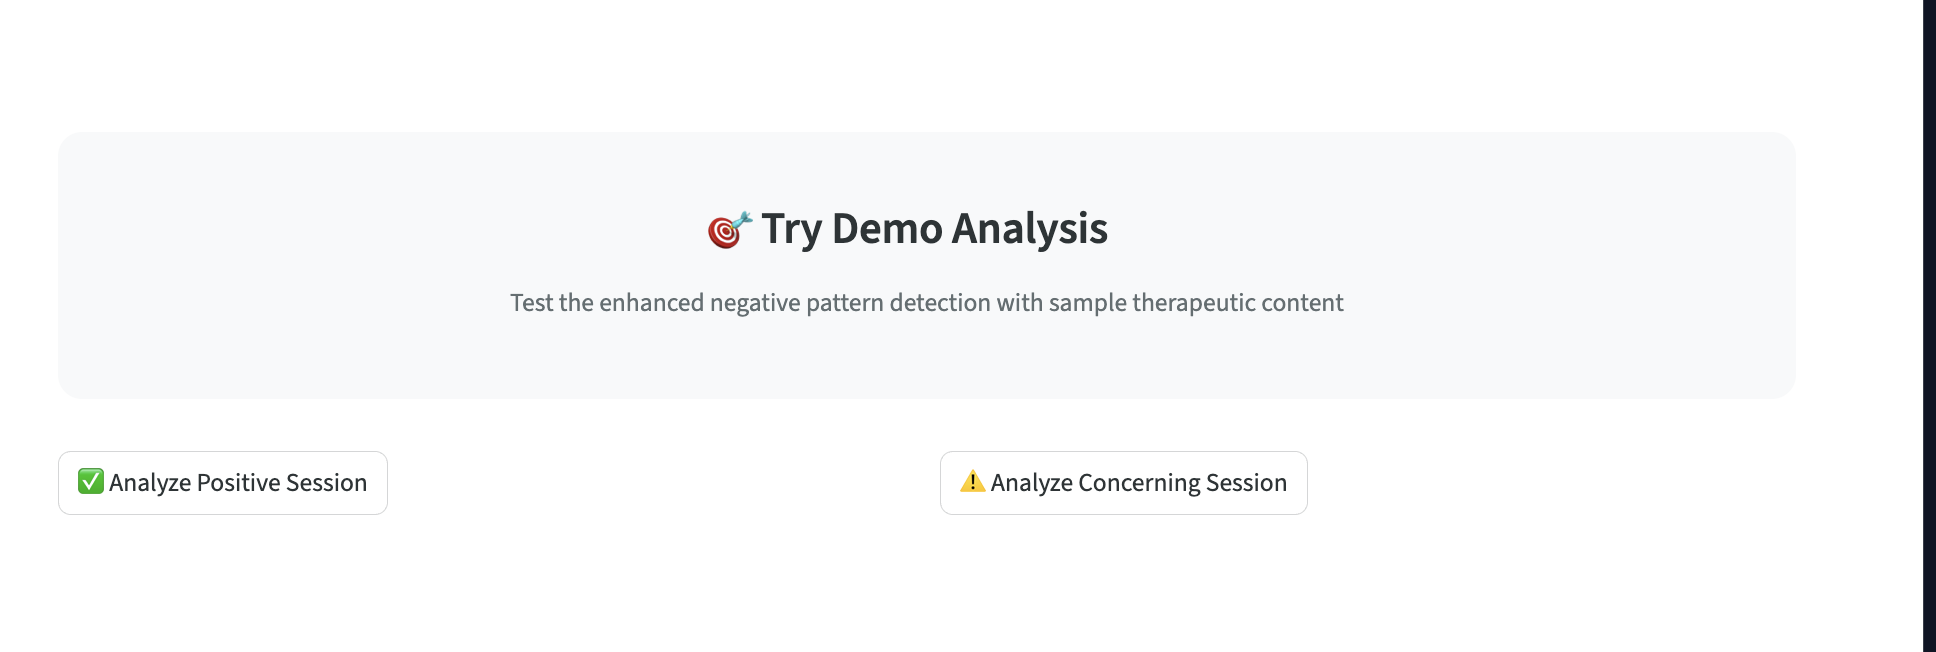 🎯 Try Demo Analysis
Test the enhanced negative pattern detection with sample therapeutic content
✅ Analyze Positive Session
⚠️ Analyze Concerning Session